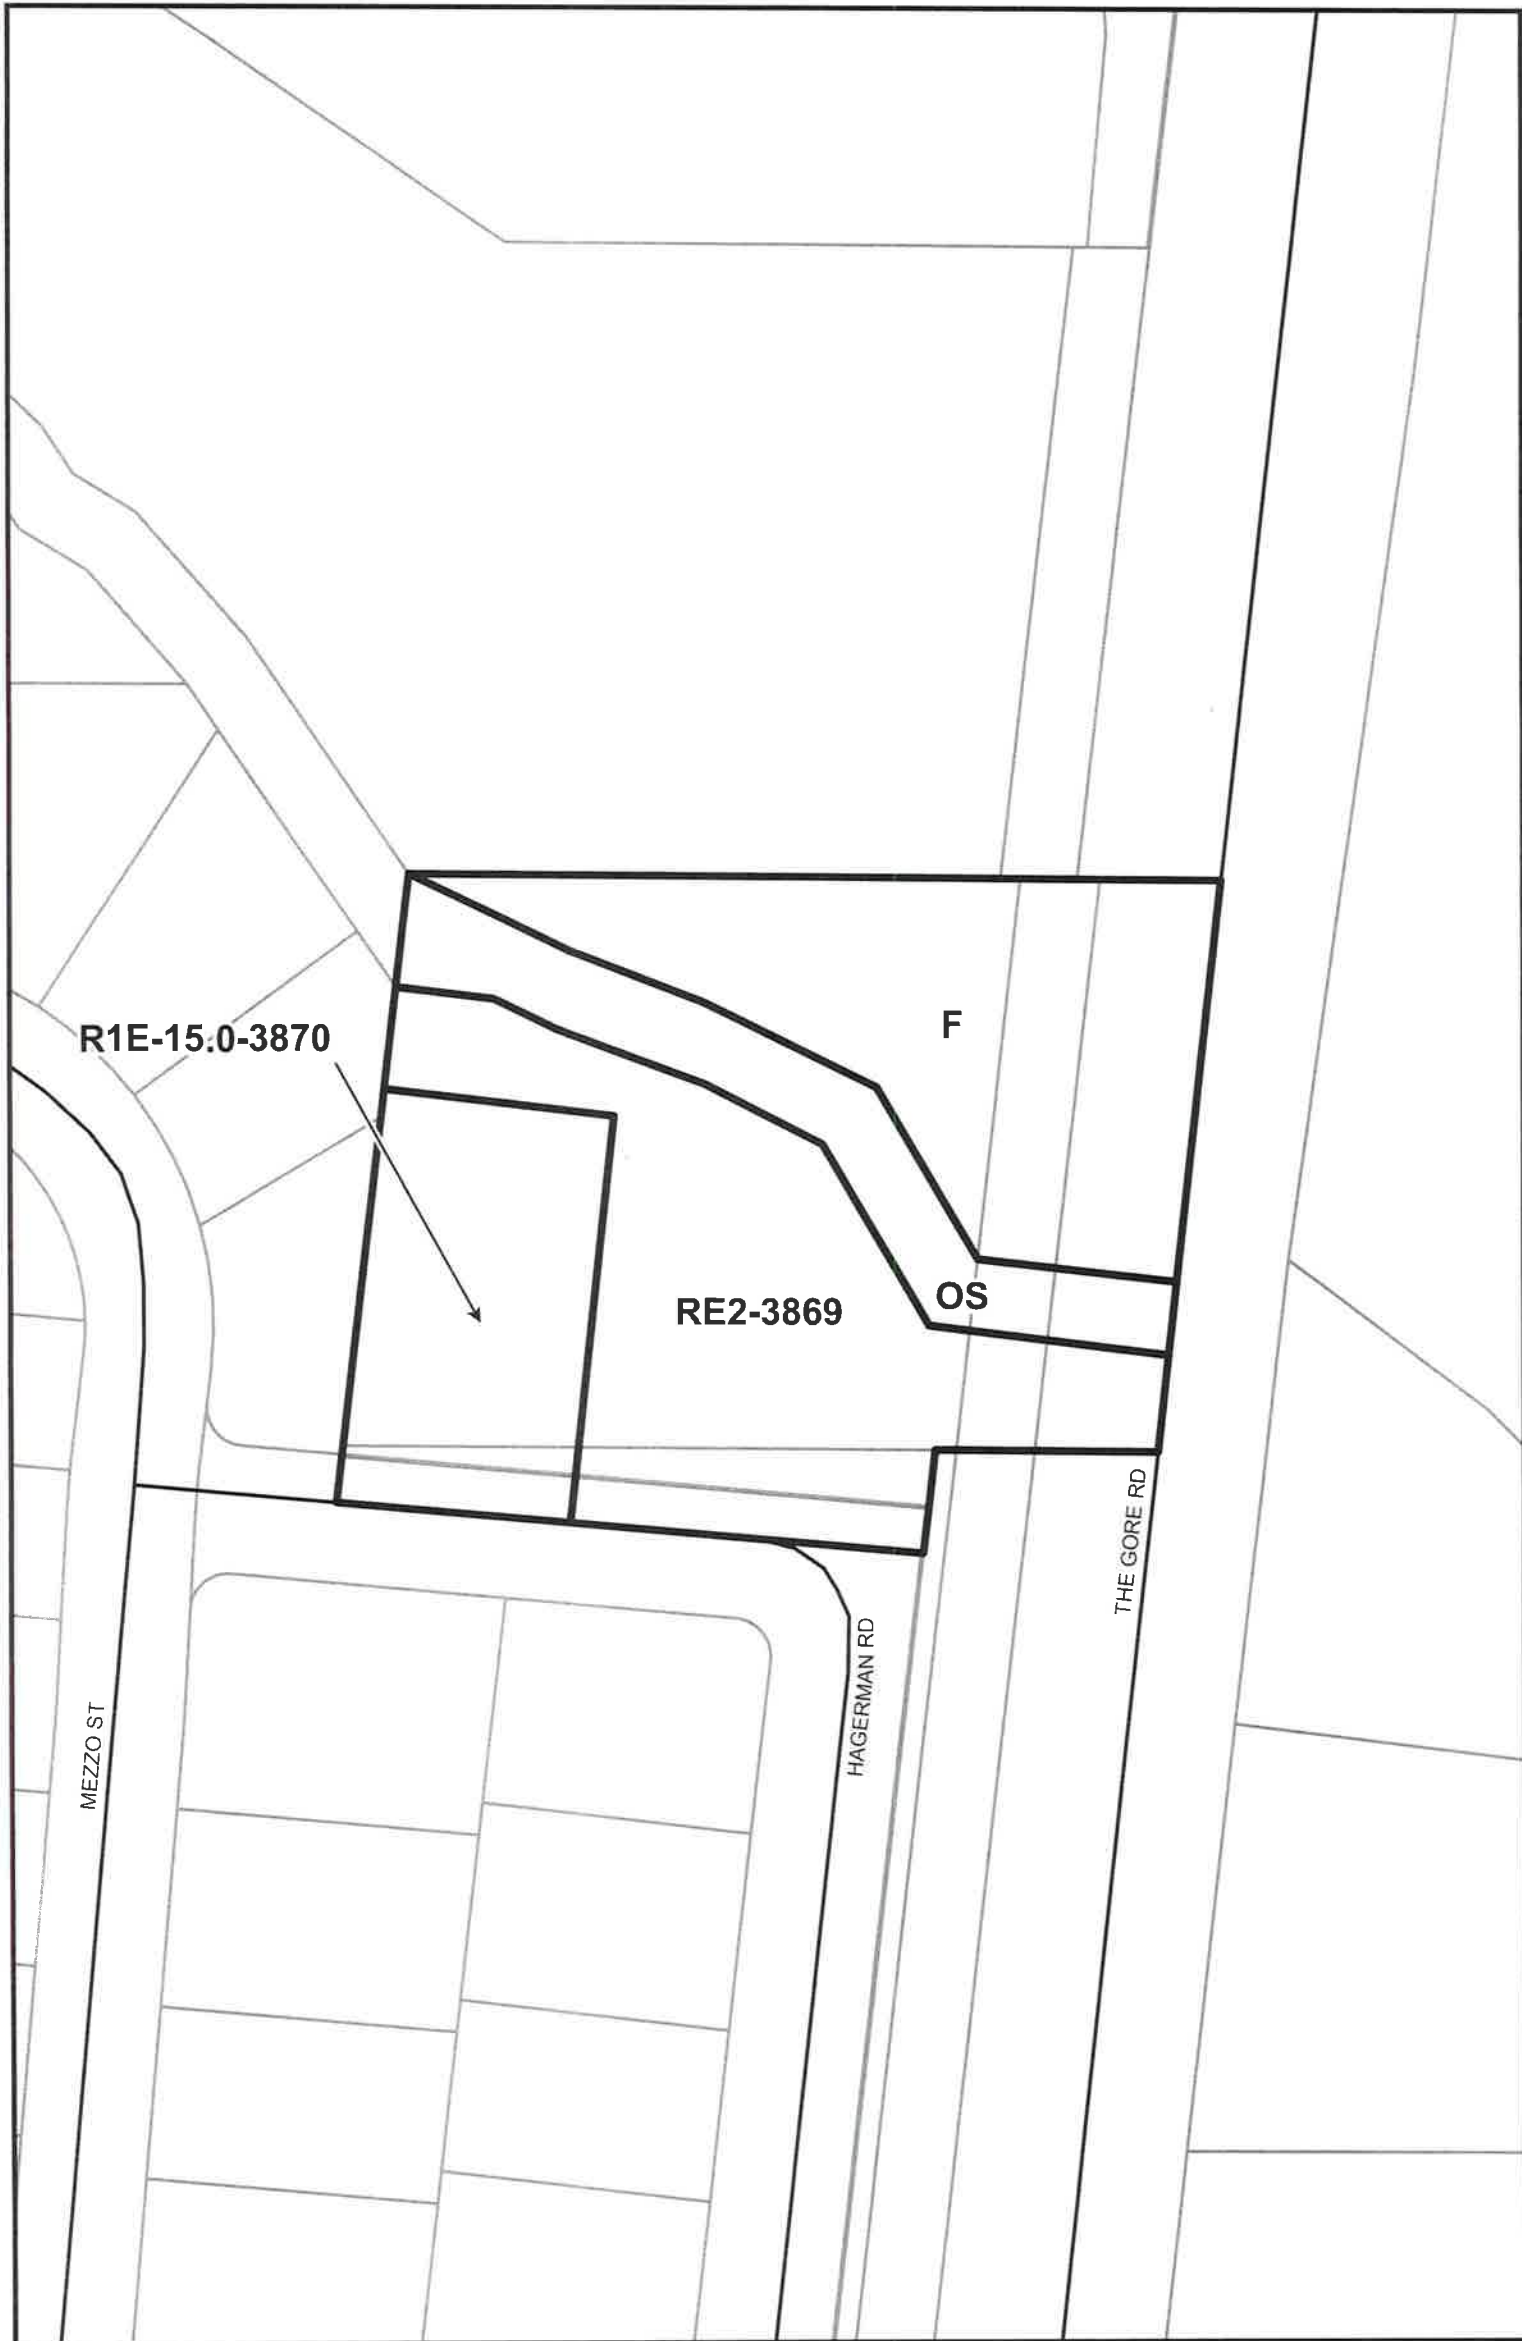 F
R1E-15.0-3870
OS
RE2-3869
THE GORE RD
HAGERMAN RD
MEZZO ST